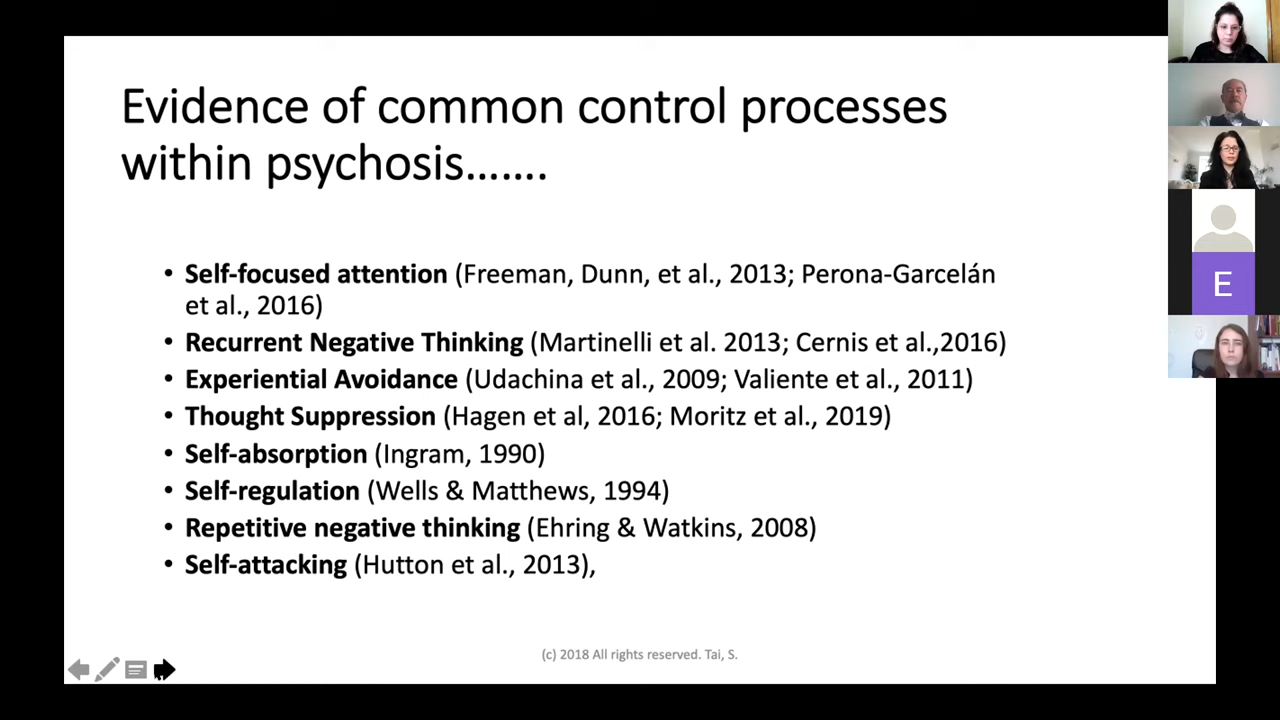 Evidence of common control processes
within psychosis.......
• Self-focused attention (Freeman, Dunn, et al., 2013; Perona-Garcelán
et al., 2016)
• Recurrent Negative Thinking (Martinelli et al. 2013; Cernis et al.,2016)
• Experiential Avoidance (Udachina et al., 2009; Valiente et al., 2011)
• Thought Suppression (Hagen et al, 2016; Moritz et al., 2019)
• Self-absorption (Ingram, 1990)
• Self-regulation (Wells & Matthews, 1994)
• Repetitive negative thinking (Ehring & Watkins, 2008)
• Self-attacking (Hutton et al., 2013),
(c) 2018 All rights reserved. Tai, S.
E